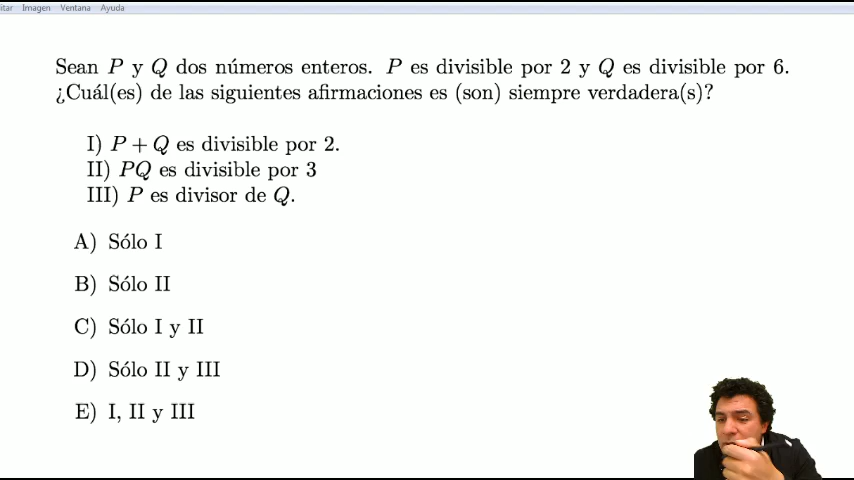 itar Imagen Ventana Ayuda
Sean P y Q dos números enteros. P es divisible por 2 y Q es divisible por 6.
¿Cuál(es) de las siguientes afirmaciones es (son) siempre verdadera(s)?
I) P + Q es divisible por 2.
II) PQ es divisible por 3
III) P es divisor de Q.
A) Sólo I
B) Sólo II
C) Sólo I y II
D) Sólo II y III
E) I, II y III